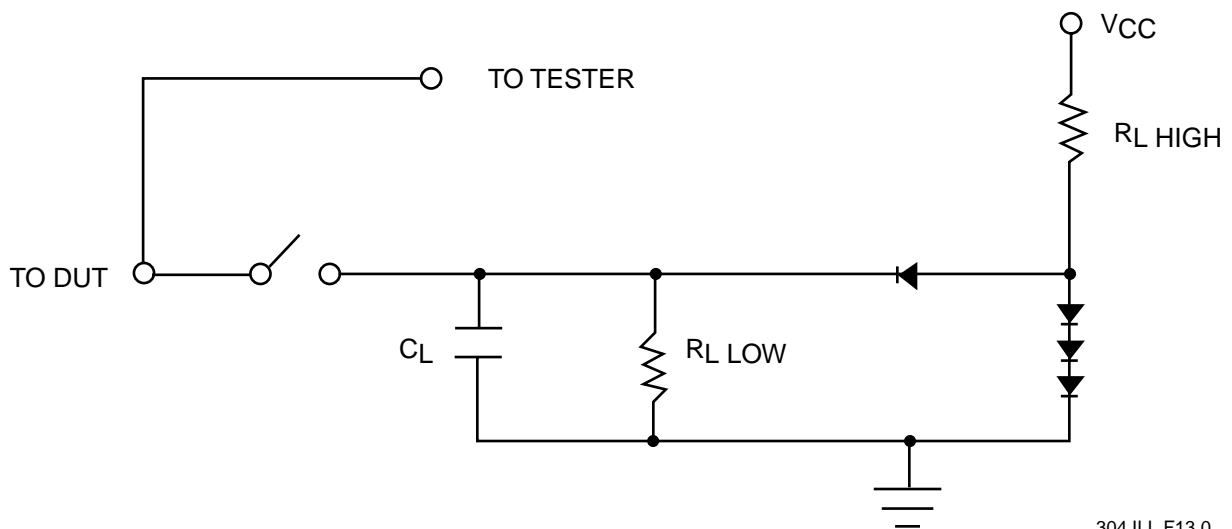 VCC
TO TESTER
RL HIGH
TO DUT
CL
RL LOW
304 ILL F13.0